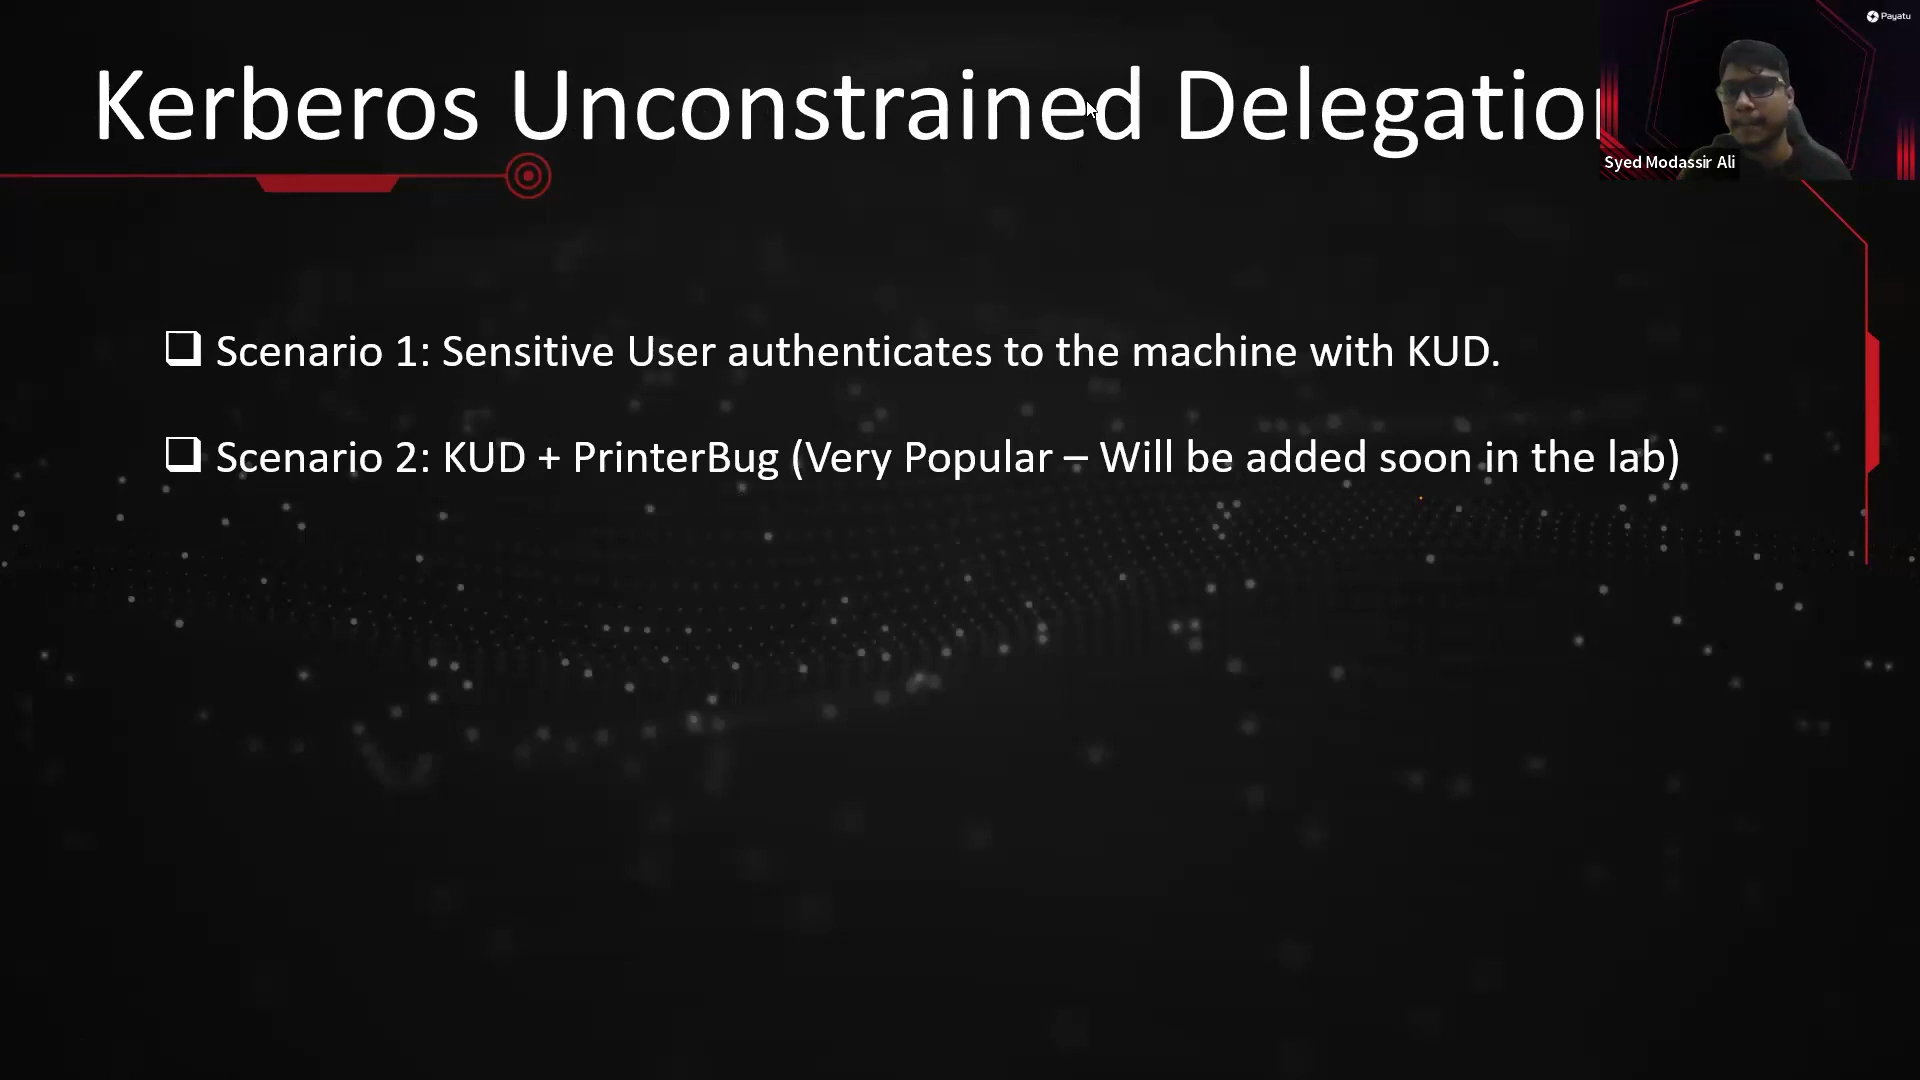 Payatu
Kerberos Unconstrained Delegation
Syed Modassir Ali
Scenario 1: Sensitive User authenticates to the machine with KUD.
Scenario 2: KUD + PrinterBug (Very Popular – Will be added soon in the lab)